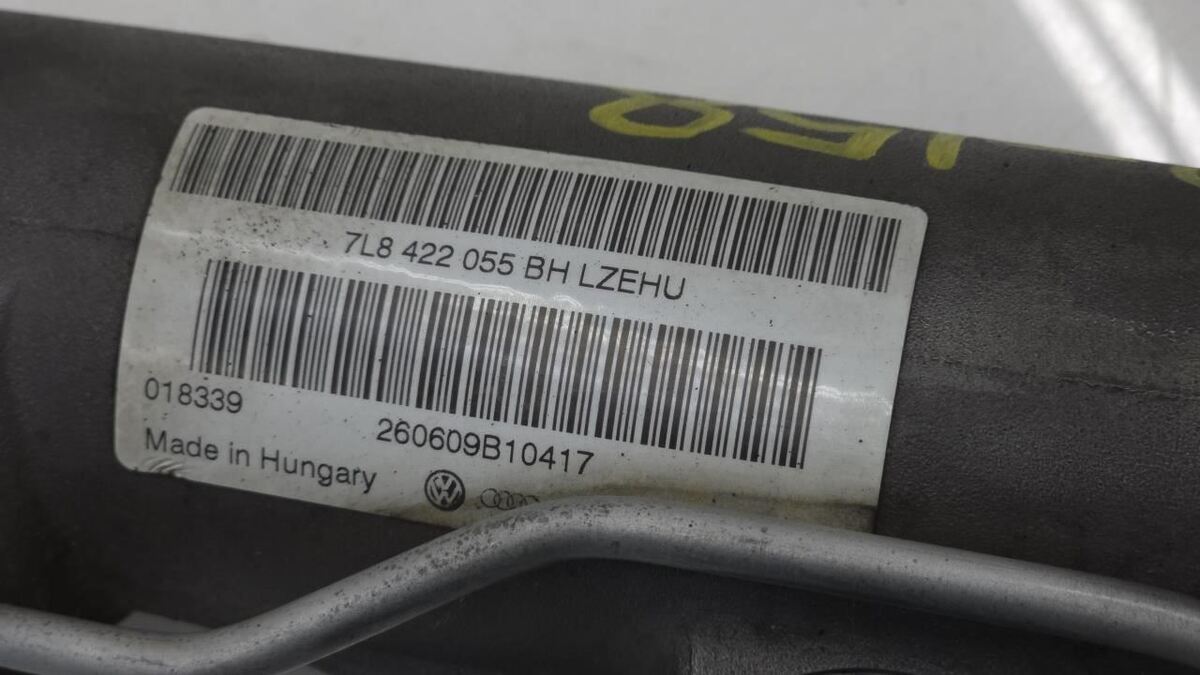 7L8 422 055 BH LZEHU
018339
260609B10417
Made in Hungary